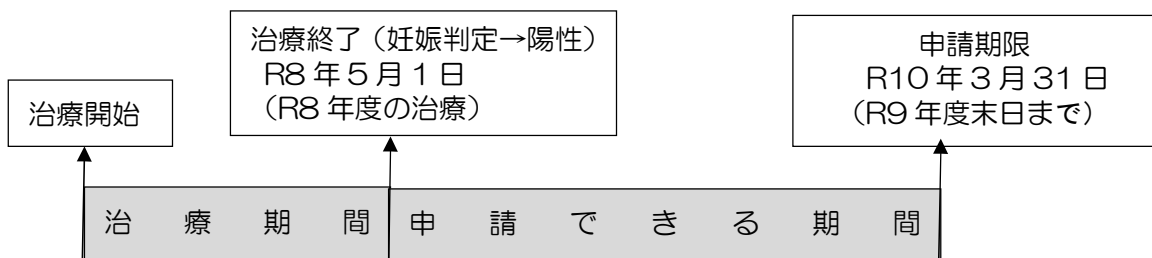 治療開始
治療終了（妊娠判定→陽性）
R8年５月１日
（R8年度の治療）
申請期限
R10年３月31日
（R9年度末日まで）
治療期間
申請できる期間